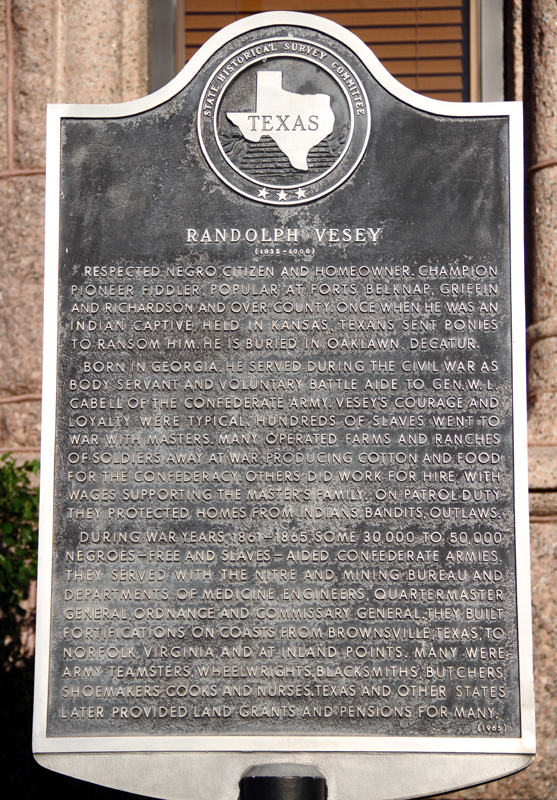 STATE HISTORICAL SURVEY COMMITTEE
TEXAS
RANDOLPH VESEY
(1832-1908)
RESPECTED NEGRO CITIZEN AND HOMEOWNER. CHAMPION
PIONEER FIDDLER, POPULAR AT FORTS BELKNAP, GRIFFIN
AND RICHARDSON AND OVER COUNTY. ONCE WHEN HE WAS AN
INDIAN CAPTIVE, HELD IN KANSAS, TEXANS SENT PONIES
TO RANSOM HIM. HE IS BURIED IN OAKLAWN, DECATUR.
BORN IN GEORGIA, HE SERVED DURING THE CIVIL WAR AS
BODY SERVANT AND VOLUNTARY BATTLE AIDE TO GEN. W. L.
CABELL OF THE CONFEDERATE ARMY. VESEY'S COURAGE AND
LOYALTY WERE TYPICAL; HUNDREDS OF SLAVES WENT TO
WAR WITH MASTERS. MANY OPERATED FARMS AND RANCHES
OF SOLDIERS AWAY AT WAR, PRODUCING COTTON AND FOOD
FOR THE CONFEDERACY. OTHERS DID WORK FOR HIRE, WITH
WAGES SUPPORTING THE MASTER'S FAMILY. ON PATROL DUTY
THEY PROTECTED HOMES FROM INDIANS, BANDITS, OUTLAWS.
DURING WAR YEARS, 1861-1865, SOME 30,000 TO 50,000
NEGROES—FREE AND SLAVES—AIDED CONFEDERATE ARMIES.
THEY SERVED WITH THE NITRE AND MINING BUREAU AND
DEPARTMENTS OF MEDICINE, ENGINEERS, QUARTERMASTER
GENERAL, ORDNANCE AND COMMISSARY GENERAL. THEY BUILT
FORTIFICATIONS ON COASTS FROM BROWNSVILLE, TEXAS, TO
NORFOLK, VIRGINIA, AND AT INLAND POINTS. MANY WERE
ARMY TEAMSTERS, WHEELWRIGHTS, BLACKSMITHS, BUTCHERS,
SHOEMAKERS, COOKS AND NURSES. TEXAS AND OTHER STATES
LATER PROVIDED LAND GRANTS AND PENSIONS FOR MANY.
(1965)